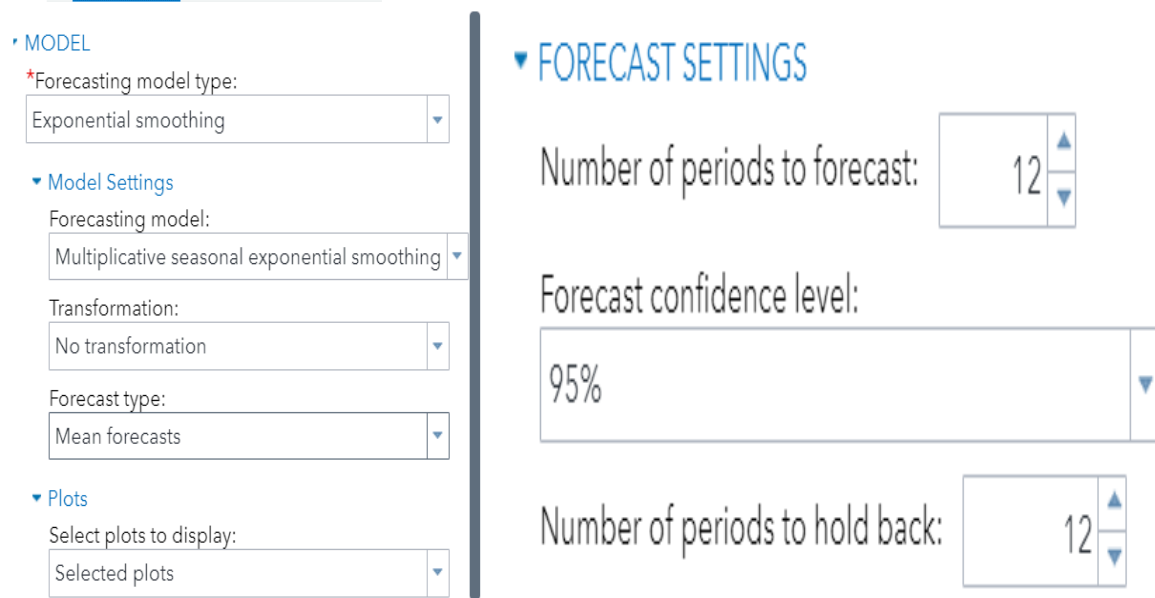 MODEL
*Forecasting model type:
Exponential smoothing
Model Settings
Forecasting model:
Multiplicative seasonal exponential smoothing
Transformation:
No transformation
Forecast type:
Mean forecasts
Plots
Select plots to display:
Selected plots
FORECAST SETTINGS
Number of periods to forecast: 12
Forecast confidence level:
95%
Number of periods to hold back: 12